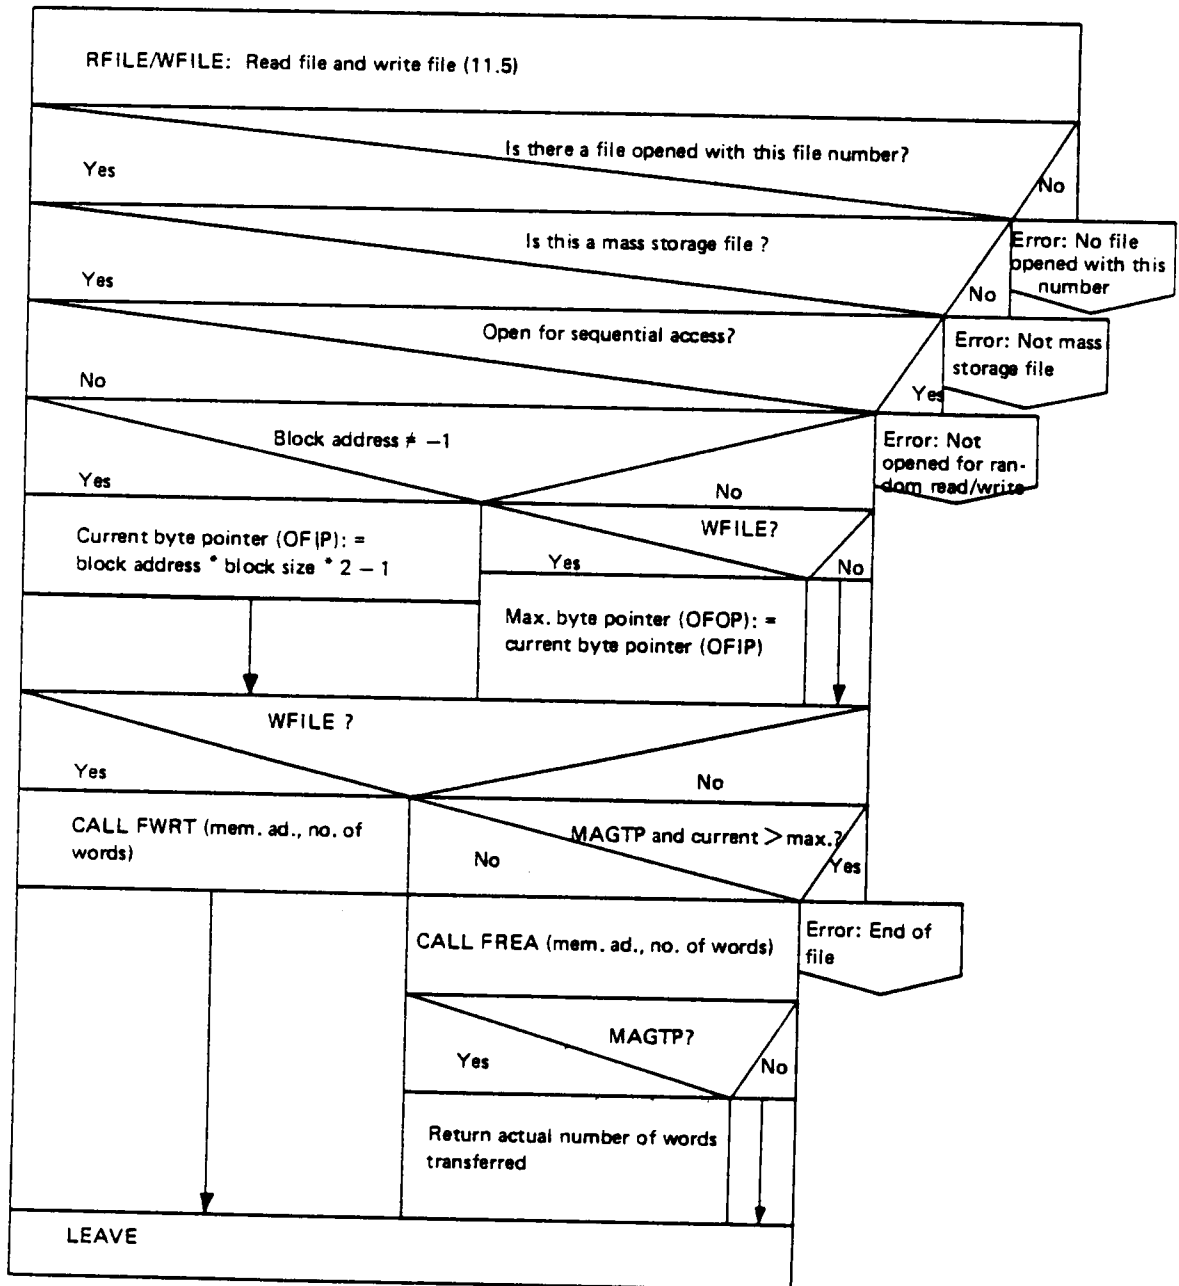 RFILE/WFILE: Read file and write file (11.5)
Is there a file opened with this file number?
Yes
No
Is this a mass storage file ?
Error: No file
opened with this
number
Yes
No
Open for sequential access?
Error: Not mass
storage file
No
Yes
Block address ≠ −1
Error: Not
opened for ran-
dom read/write
Yes
No
WFILE?
Current byte pointer (OFIP): =
block address * block size * 2 − 1
Yes
No
Max. byte pointer (OFOP): =
current byte pointer (OFIP)
WFILE ?
Yes
No
CALL FWRT (mem. ad., no. of
words)
MAGTP and current > max.?
No
Yes
CALL FREA (mem. ad., no. of words)
Error: End of
file
MAGTP?
Yes
No
Return actual number of words
transferred
LEAVE